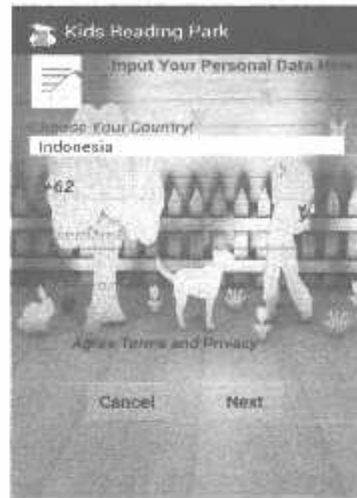 Kids Reading Park
Input Your Personal Data Here
Choose Your Country!
Indonesia
+62
Agree Terms and Privacy
Cancel
Next